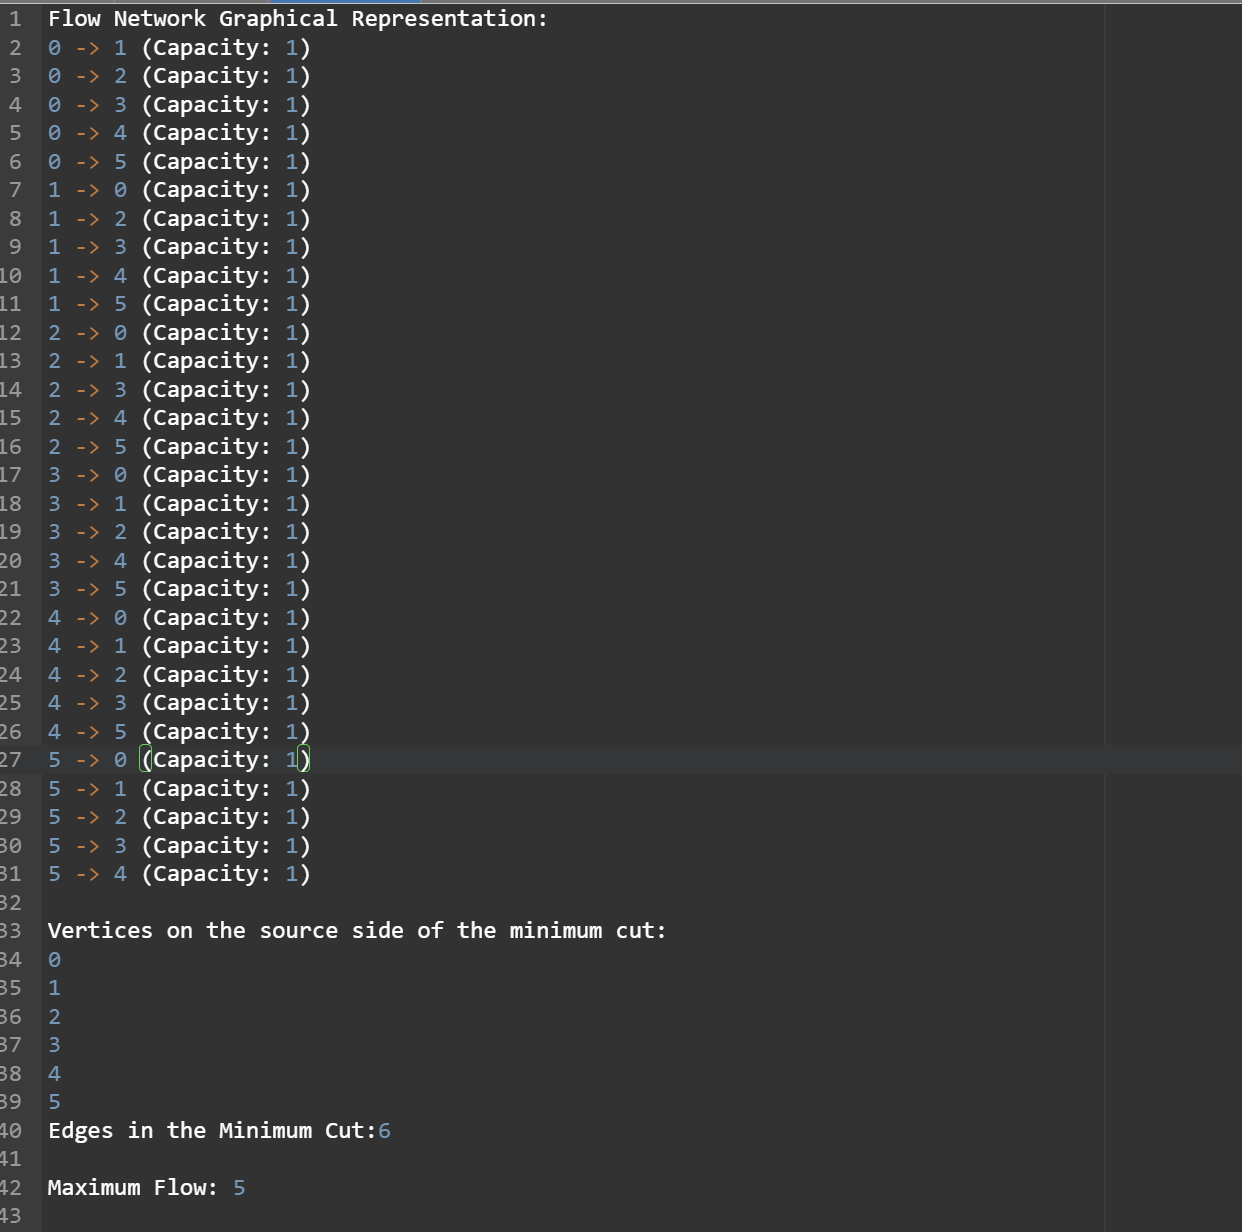 1 Flow Network Graphical Representation:
2 0 -> 1 (Capacity: 1)
3 0 -> 2 (Capacity: 1)
4 0 -> 3 (Capacity: 1)
5 0 -> 4 (Capacity: 1)
6 0 -> 5 (Capacity: 1)
7 1 -> 0 (Capacity: 1)
8 1 -> 2 (Capacity: 1)
9 1 -> 3 (Capacity: 1)
10 1 -> 4 (Capacity: 1)
11 1 -> 5 (Capacity: 1)
12 2 -> 0 (Capacity: 1)
13 2 -> 1 (Capacity: 1)
14 2 -> 3 (Capacity: 1)
15 2 -> 4 (Capacity: 1)
16 2 -> 5 (Capacity: 1)
17 3 -> 0 (Capacity: 1)
18 3 -> 1 (Capacity: 1)
19 3 -> 2 (Capacity: 1)
20 3 -> 4 (Capacity: 1)
21 3 -> 5 (Capacity: 1)
22 4 -> 0 (Capacity: 1)
23 4 -> 1 (Capacity: 1)
24 4 -> 2 (Capacity: 1)
25 4 -> 3 (Capacity: 1)
26 4 -> 5 (Capacity: 1)
27 5 -> 0 (Capacity: 1)
28 5 -> 1 (Capacity: 1)
29 5 -> 2 (Capacity: 1)
30 5 -> 3 (Capacity: 1)
31 5 -> 4 (Capacity: 1)
32
33 Vertices on the source side of the minimum cut:
34 0
35 1
36 2
37 3
38 4
39 5
40 Edges in the Minimum Cut:6
41
42 Maximum Flow: 5
43